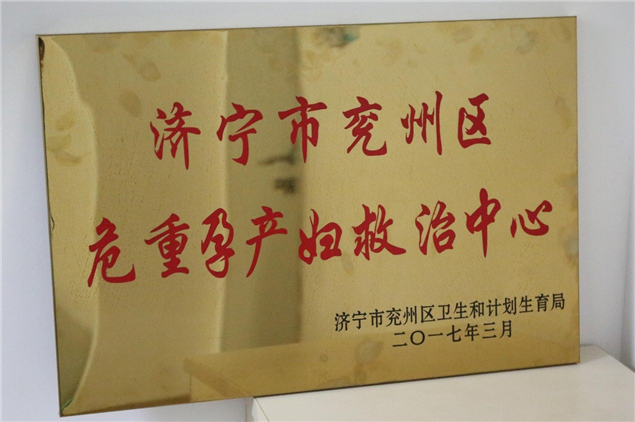 济宁市兖州区
危重孕产妇救治中心
济宁市兖州区卫生和计划生育局
二〇一七年三月